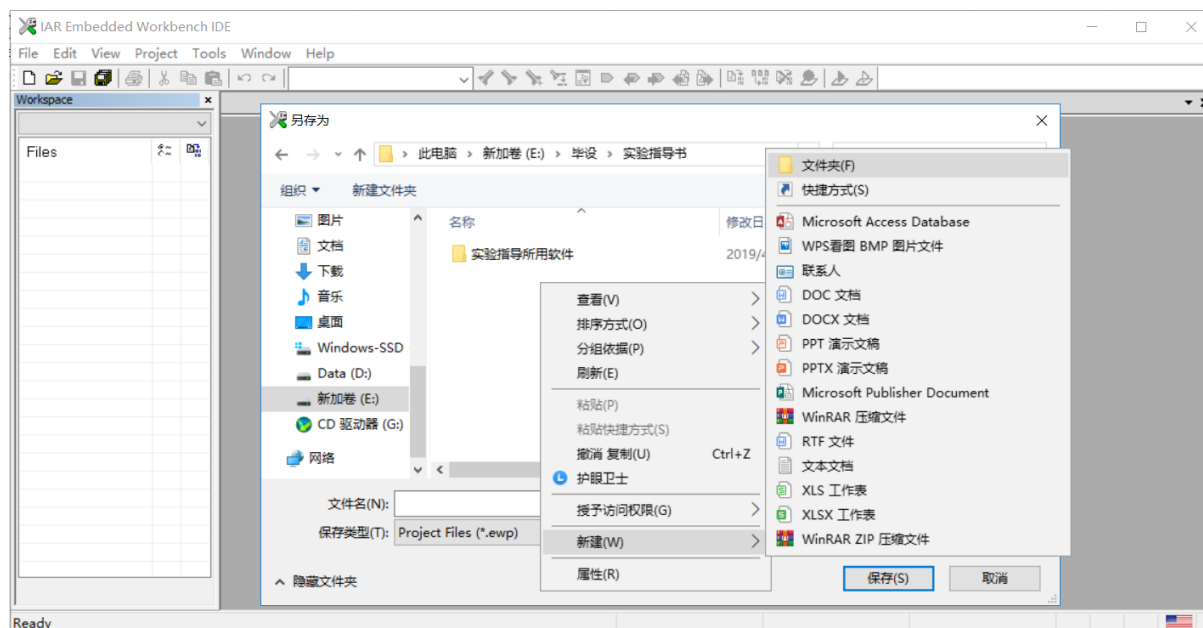 IAR Embedded Workbench IDE
File Edit View Project Tools Window Help
Workspace
Files
另存为
此电脑 › 新加卷 (E:) › 毕设 › 实验指导书
组织 新建文件夹
图片
文档
下载
音乐
桌面
Windows-SSD
Data (D:)
新加卷 (E:)
CD 驱动器 (G:)
网络
名称 修改日
实验指导所用软件 2019/4
文件名(N):
保存类型(T): Project Files (*.ewp)
隐藏文件夹
保存(S) 取消
查看(V)
排序方式(O)
分组依据(P)
刷新(E)
粘贴(P)
粘贴快捷方式(S)
撤消 复制(U) Ctrl+Z
护眼卫士
授予访问权限(G)
新建(W)
属性(R)
文件夹(F)
快捷方式(S)
Microsoft Access Database
WPS看图 BMP 图片文件
联系人
DOC 文档
DOCX 文档
PPT 演示文稿
PPTX 演示文稿
Microsoft Publisher Document
WinRAR 压缩文件
RTF 文件
文本文档
XLS 工作表
XLSX 工作表
WinRAR ZIP 压缩文件
Ready